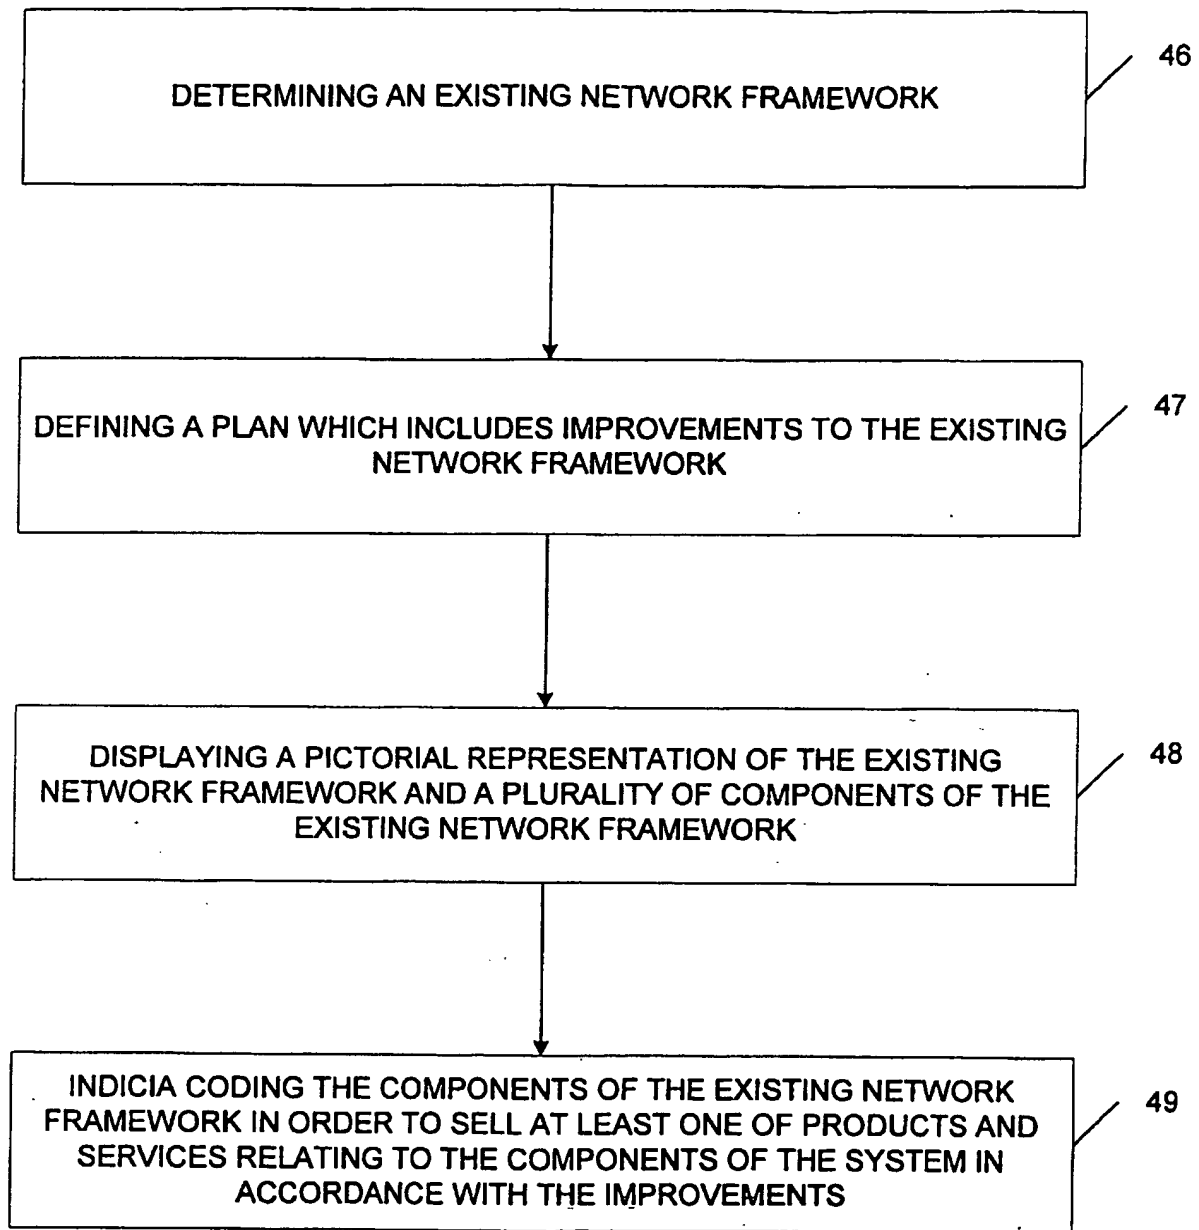 DETERMINING AN EXISTING NETWORK FRAMEWORK
46
DEFINING A PLAN WHICH INCLUDES IMPROVEMENTS TO THE EXISTING
NETWORK FRAMEWORK
47
DISPLAYING A PICTORIAL REPRESENTATION OF THE EXISTING
NETWORK FRAMEWORK AND A PLURALITY OF COMPONENTS OF THE
EXISTING NETWORK FRAMEWORK
48
INDICIA CODING THE COMPONENTS OF THE EXISTING NETWORK
FRAMEWORK IN ORDER TO SELL AT LEAST ONE OF PRODUCTS AND
SERVICES RELATING TO THE COMPONENTS OF THE SYSTEM IN
ACCORDANCE WITH THE IMPROVEMENTS
49